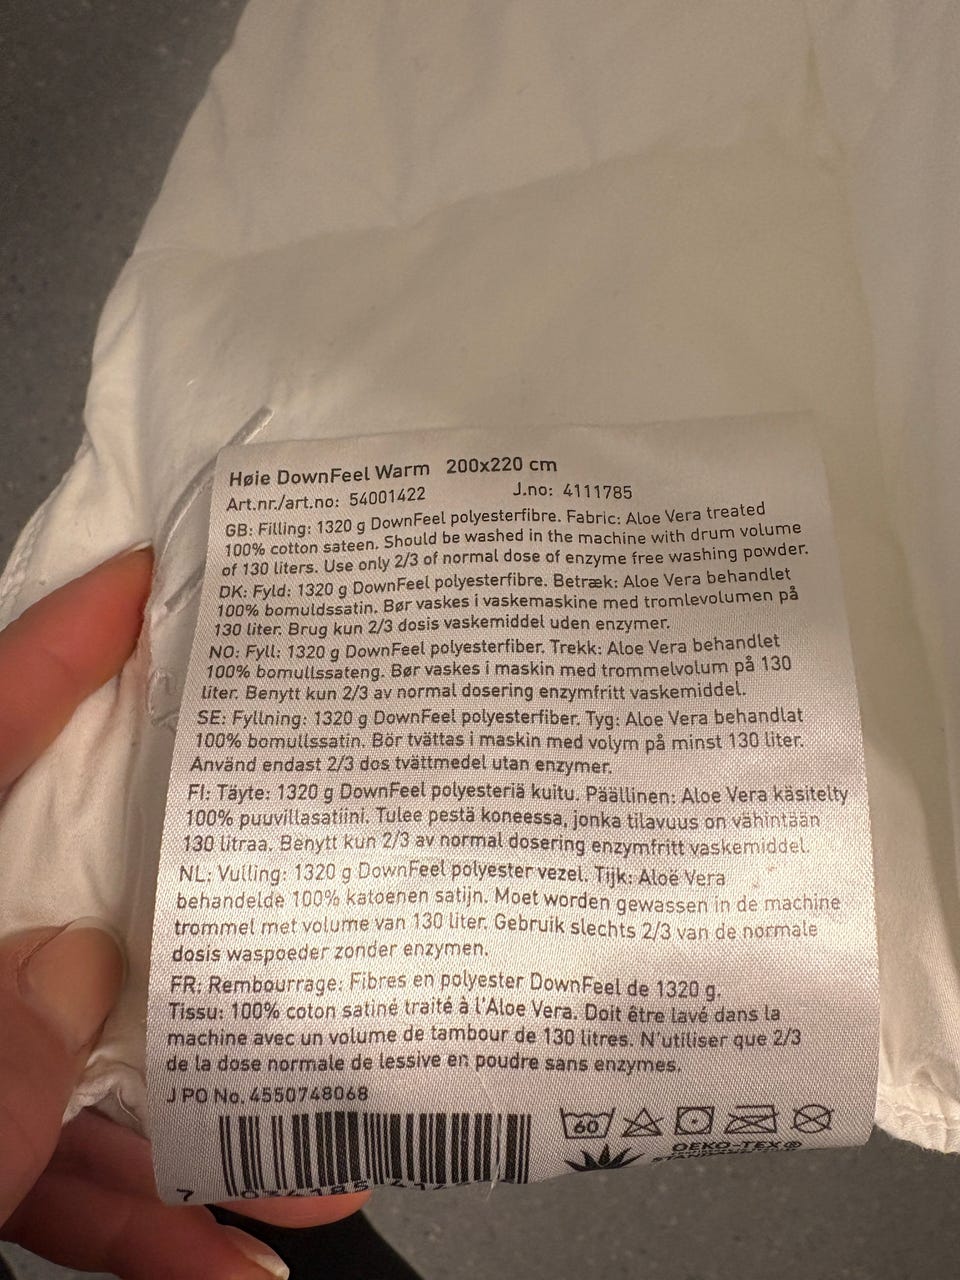 Høie DownFeel Warm 200x220 cm
Art.nr./art.no: 54001422 J.no: 4111785
GB: Filling: 1320 g DownFeel polyesterfibre. Fabric: Aloe Vera treated
100% cotton sateen. Should be washed in the machine with drum volume
of 130 liters. Use only 2/3 of normal dose of enzyme free washing powder.
DK: Fyld: 1320 g DownFeel polyesterfibre. Betræk: Aloe Vera behandlet
100% bomuldssatin. Bør vaskes i vaskemaskine med tromlevolumen på
130 liter. Brug kun 2/3 dosis vaskemiddel uden enzymer.
NO: Fyll: 1320 g DownFeel polyesterfiber. Trekk: Aloe Vera behandlet
100% bomullssateng. Bør vaskes i maskin med trommelvolum på 130
liter. Benytt kun 2/3 av normal dosering enzymfritt vaskemiddel.
SE: Fyllning: 1320 g DownFeel polyesterfiber. Tyg: Aloe Vera behandlat
100% bomullssatin. Bör tvättas i maskin med volym på minst 130 liter.
Använd endast 2/3 dos tvättmedel utan enzymer.
FI: Täyte: 1320 g DownFeel polyesteriä kuitu. Päällinen: Aloe Vera käsitelty
100% puuvillasatiini. Tulee pestä koneessa, jonka tilavuus on vähintään
130 litraa. Benytt kun 2/3 av normal dosering enzymfritt vaskemiddel.
NL: Vulling: 1320 g DownFeel polyester vezel. Tijk: Aloë Vera
behandelde 100% katoenen satijn. Moet worden gewassen in de machine
trommel met volume van 130 liter. Gebruik slechts 2/3 van de normale
dosis waspoeder zonder enzymen.
FR: Rembourrage: Fibres en polyester DownFeel de 1320 g.
Tissu: 100% coton satiné traité à l'Aloe Vera. Doit être lavé dans la
machine avec un volume de tambour de 130 litres. N'utiliser que 2/3
de la dose normale de lessive en poudre sans enzymes.
J PO No. 4550748068
60
OEKO-TEX®
7